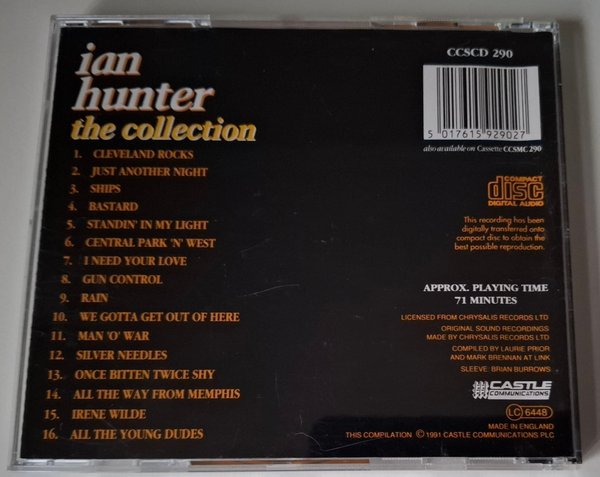 ian
hunter
the collection
1. CLEVELAND ROCKS
2. JUST ANOTHER NIGHT
3. SHIPS
4. BASTARD
5. STANDIN' IN MY LIGHT
6. CENTRAL PARK 'N' WEST
7. I NEED YOUR LOVE
8. GUN CONTROL
9. RAIN
10. WE GOTTA GET OUT OF HERE
11. MAN 'O' WAR
12. SILVER NEEDLES
13. ONCE BITTEN TWICE SHY
14. ALL THE WAY FROM MEMPHIS
15. IRENE WILDE
16. ALL THE YOUNG DUDES
CCSCD 290
5 017615 929027
also available on Cassette CCSMC 290
COMPACT
disc
DIGITAL AUDIO
This recording has been
digitally transferred onto
compact disc to obtain the
best possible reproduction.
APPROX. PLAYING TIME
71 MINUTES
LICENSED FROM CHRYSALIS RECORDS LTD
ORIGINAL SOUND RECORDINGS
MADE BY CHRYSALIS RECORDS LTD
COMPILED BY LAURIE PRIOR
AND MARK BRENNAN AT LINK
SLEEVE: BRIAN BURROWS
CASTLE
COMMUNICATIONS
LC 6448
MADE IN ENGLAND
THIS COMPILATION © 1991 CASTLE COMMUNICATIONS PLC